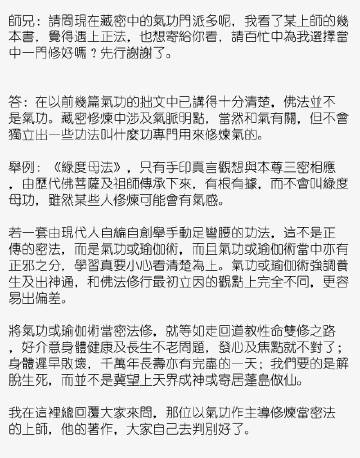 師兄：請問現在藏密中的氣功門派多呢，我看了某上師的幾
本書，覺得遇上正法，也想寄給你看，請百忙中為我選擇當
中一門修好嗎？先行謝謝了。
答：在以前幾篇氣功的拙文中已講得十分清楚，佛法並不
是氣功。藏密修煉中涉及氣脈明點，當然和氣有關，但不會
獨立出一些功法叫什麼功專門用來修煉氣的。
舉例：《綠度母法》，只有手印真言觀想與本尊三密相應
，由歷代佛菩薩及祖師傳承下來，有根有據，而不會叫綠度
母功，雖然某些人修煉可能會有氣感。
若一套由現代人自編自創舉手動足彎腰的功法，這不是正
傳的密法，而是氣功或瑜伽術，而且氣功或瑜伽術當中亦有
正邪之分，學習真要小心看清楚為上。氣功或瑜伽術強調養
生及出神通，和佛法修行最初立因的觀點上完全不同，更容
易出偏差。
將氣功或瑜伽術當密法修，就等如走回道教性命雙修之路
，好介意身體健康及長生不老問題，發心及焦點就不對了；
身體遲早敗壞，千萬年長壽亦有完盡的一天；我們要的是解
脫生死，而並不是冀望上天界成神或寄居蓬島做仙。
我在這裡總回覆大家來問，那位以氣功作主導修煉當密法
的上師，他的著作，大家自己去判別好了。